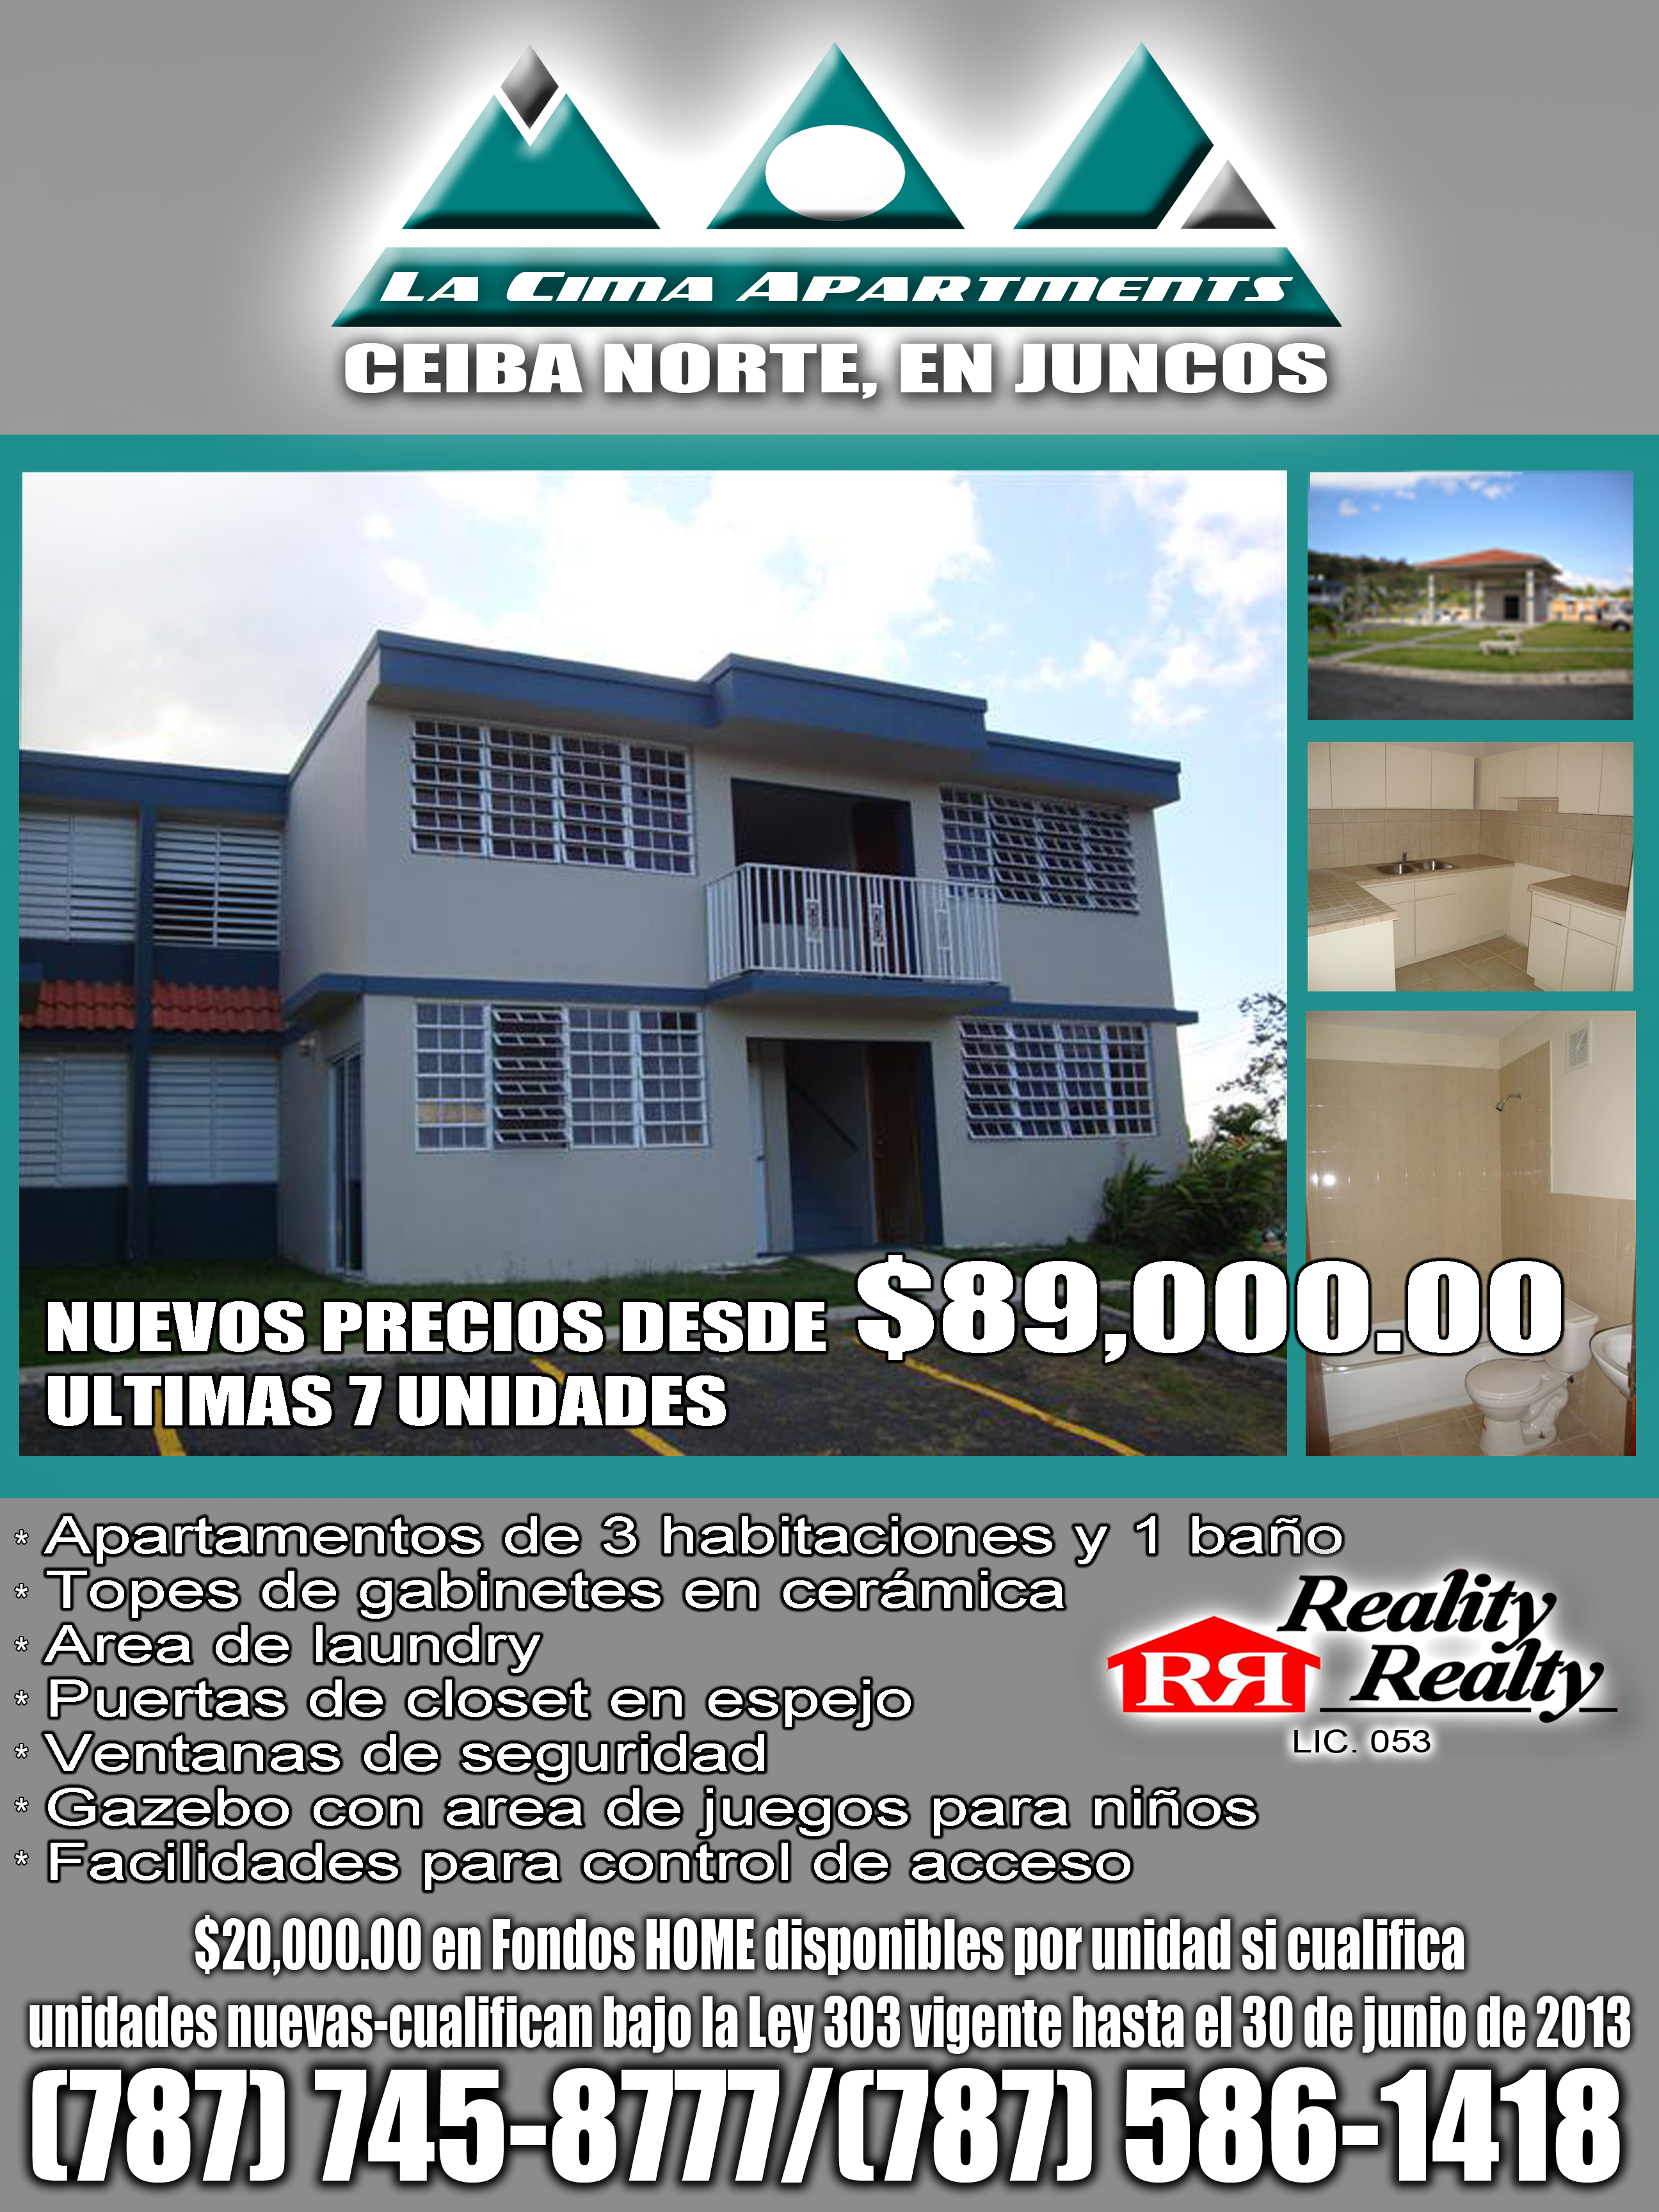 La Cima Apartments
CEIBA NORTE, EN JUNCOS
NUEVOS PRECIOS DESDE $89,000.00
ULTIMAS 7 UNIDADES
* Apartamentos de 3 habitaciones y 1 baño
* Topes de gabinetes en cerámica
* Area de laundry
* Puertas de closet en espejo
* Ventanas de seguridad
* Gazebo con area de juegos para niños
* Facilidades para control de acceso
RR Reality
Realty
LIC. 053
$20,000.00 en Fondos HOME disponibles por unidad si cualifica
unidades nuevas-cualifican bajo la Ley 303 vigente hasta el 30 de junio de 2013
(787) 745-8777/(787) 586-1418